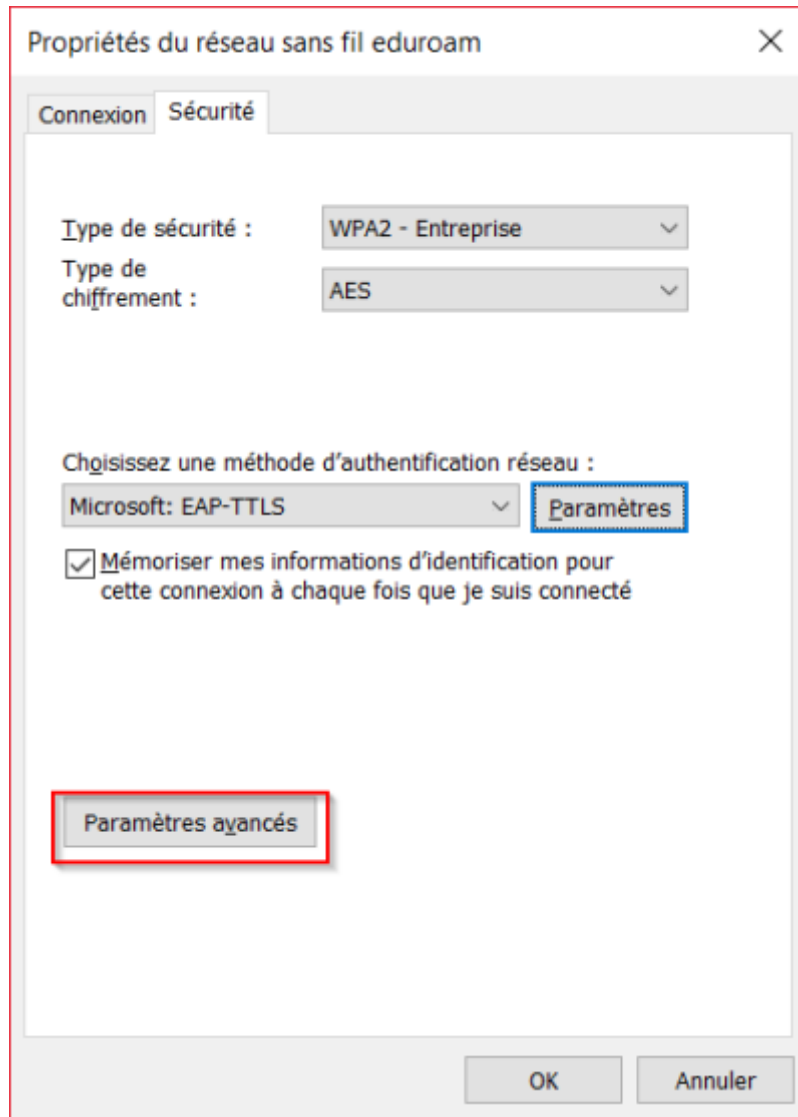 Propriétés du réseau sans fil eduroam
Connexion
Sécurité
Type de sécurité :
WPA2 - Entreprise
Type de
chiffrement :
AES
Choisissez une méthode d'authentification réseau :
Microsoft: EAP-TTLS
Paramètres
Mémoriser mes informations d'identification pour
cette connexion à chaque fois que je suis connecté
Paramètres avancés
OK
Annuler